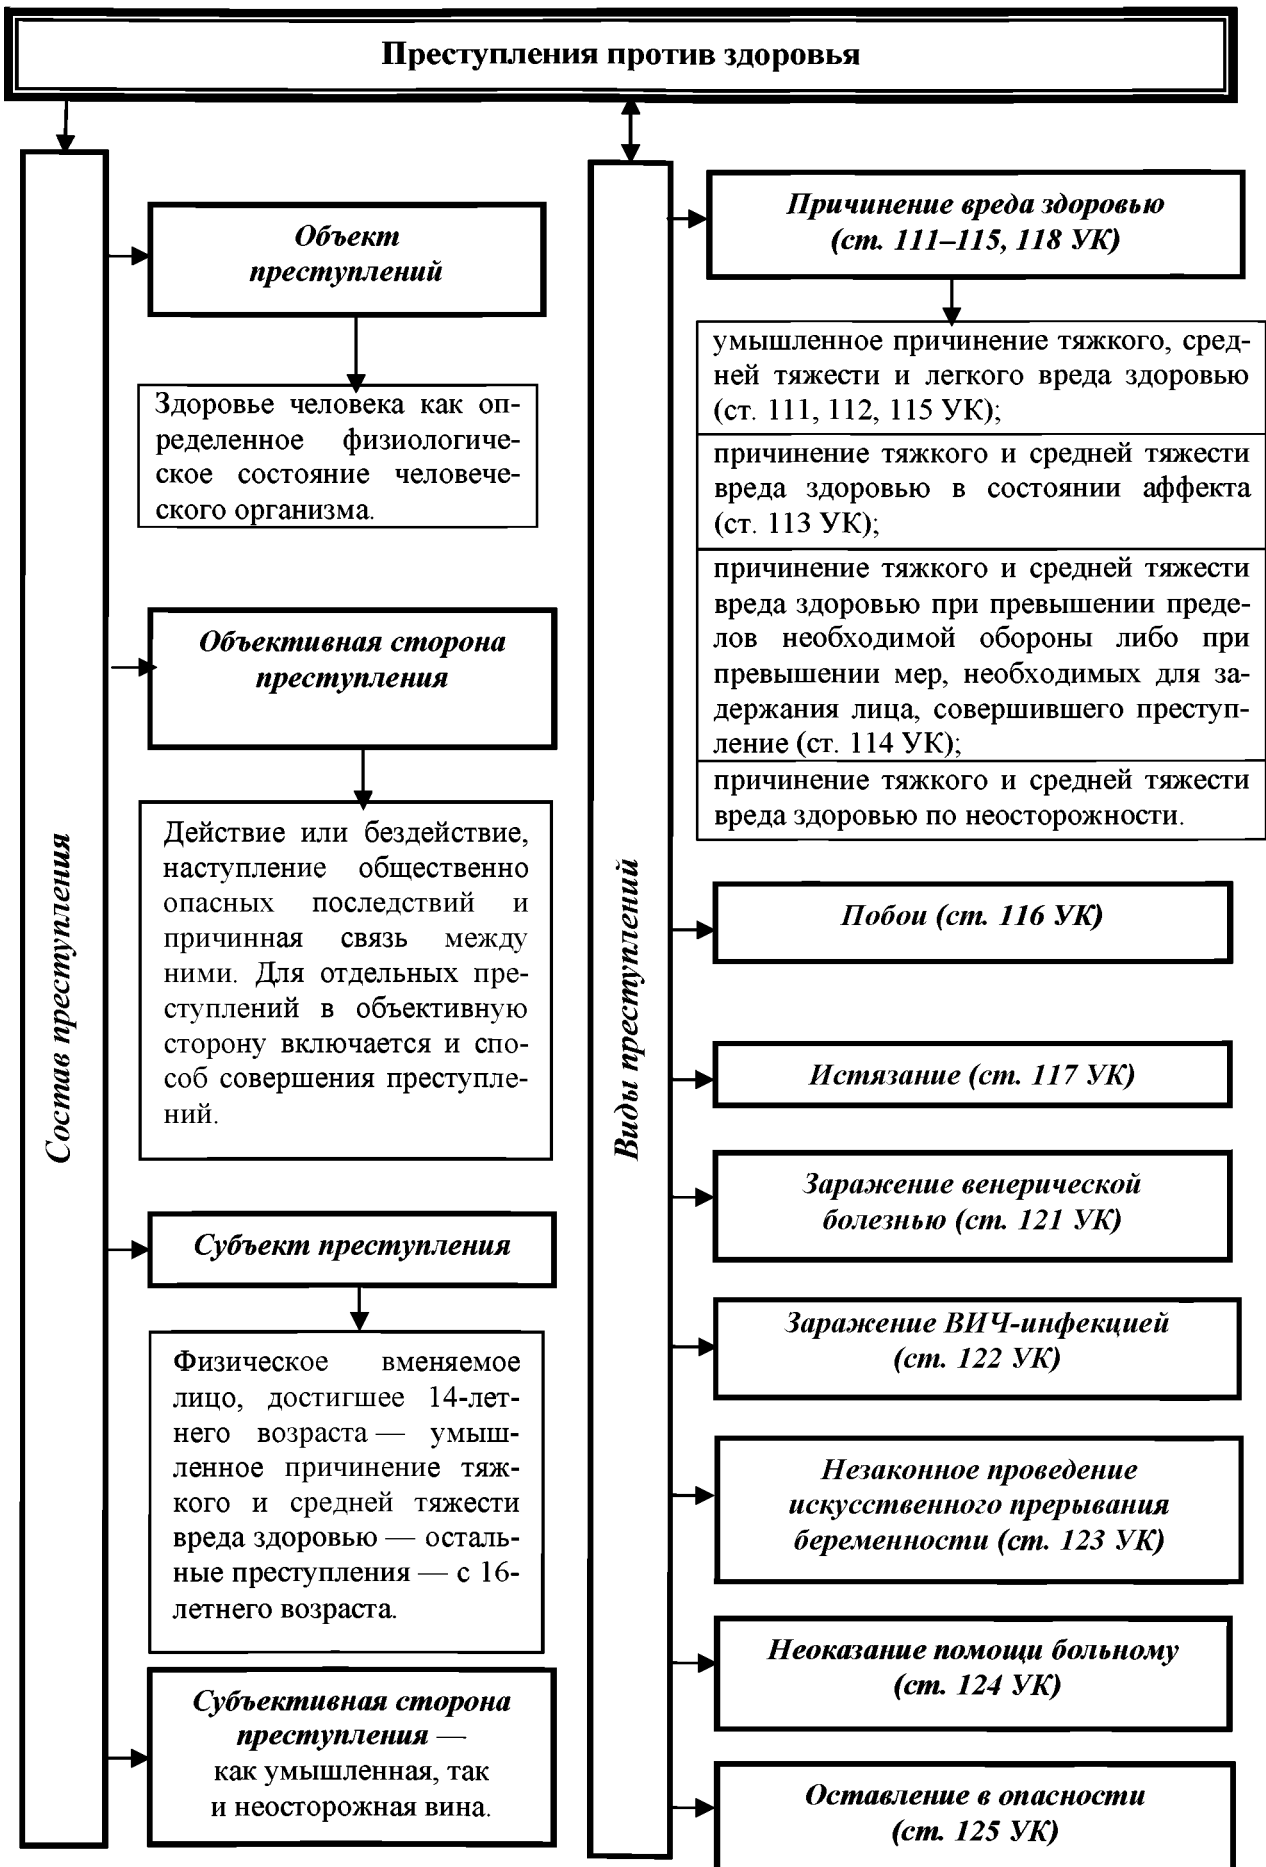 Преступления против здоровья
Состав преступления
Объект
преступлений
Здоровье человека как оп-
ределенное физиологиче-
ское состояние человече-
ского организма.
Объективная сторона
преступления
Действие или бездействие,
наступление общественно
опасных последствий и
причинная связь между
ними. Для отдельных пре-
ступлений в объективную
сторону включается и спо-
соб совершения преступле-
ний.
Субъект преступления
Физическое вменяемое
лицо, достигшее 14-лет-
него возраста — умыш-
ленное причинение тяж-
кого и средней тяжести
вреда здоровью — осталь-
ные преступления — с 16-
летнего возраста.
Субъективная сторона
преступления —
как умышленная, так
и неосторожная вина.
Виды преступлений
Причинение вреда здоровью
(ст. 111–115, 118 УК)
умышленное причинение тяжкого, сред-
ней тяжести и легкого вреда здоровью
(ст. 111, 112, 115 УК);
причинение тяжкого и средней тяжести
вреда здоровью в состоянии аффекта
(ст. 113 УК);
причинение тяжкого и средней тяжести
вреда здоровью при превышении преде-
лов необходимой обороны либо при
превышении мер, необходимых для за-
держания лица, совершившего преступ-
ление (ст. 114 УК);
причинение тяжкого и средней тяжести
вреда здоровью по неосторожности.
Побои (ст. 116 УК)
Истязание (ст. 117 УК)
Заражение венерической
болезнью (ст. 121 УК)
Заражение ВИЧ-инфекцией
(ст. 122 УК)
Незаконное проведение
искусственного прерывания
беременности (ст. 123 УК)
Неоказание помощи больному
(ст. 124 УК)
Оставление в опасности
(ст. 125 УК)